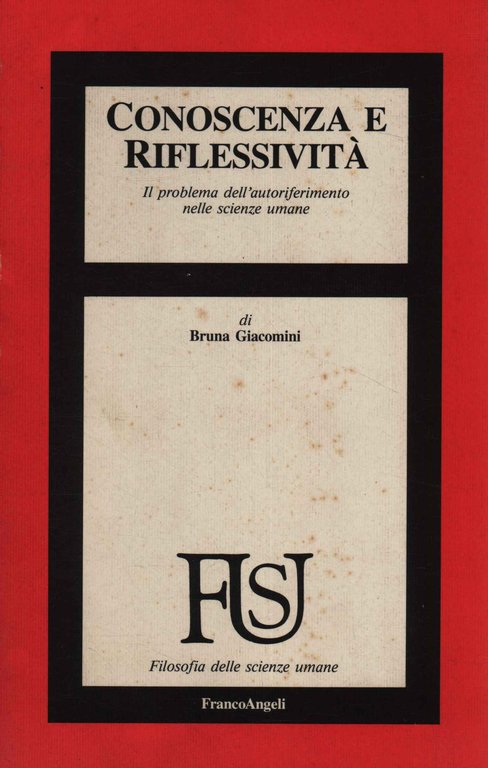 CONOSCENZA E
RIFLESSIVITÀ
Il problema dell'autoriferimento
nelle scienze umane
di
Bruna Giacomini
FSU
Filosofia delle scienze umane
FrancoAngeli